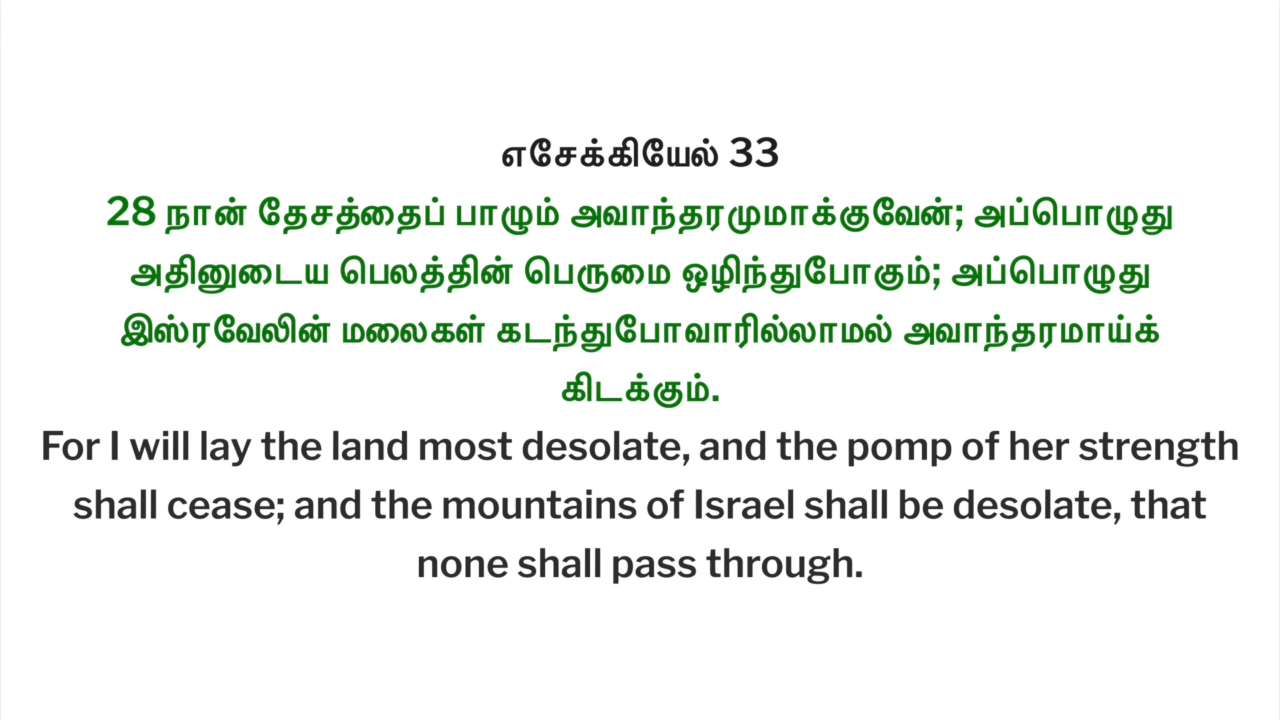 எசேக்கியேல் 33
28 நான் தேசத்தைப் பாழும் அவாந்தரமுமாக்குவேன்; அப்பொழுது
அதினுடைய பெலத்தின் பெருமை ஒழிந்துபோகும்; அப்பொழுது
இஸ்ரவேலின் மலைகள் கடந்துபோவாரில்லாமல் அவாந்தரமாய்க்
கிடக்கும்.
For I will lay the land most desolate, and the pomp of her strength
shall cease; and the mountains of Israel shall be desolate, that
none shall pass through.